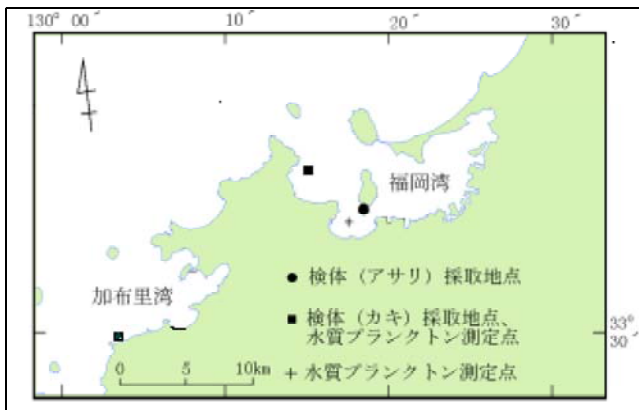 130° 00′ 10′ 20′ 30′
福岡湾
加布里湾
● 検体（アサリ）採取地点
■ 検体（カキ）採取地点、
水質プランクトン測定点
33°
30′
0 5 10km
+ 水質プランクトン測定点